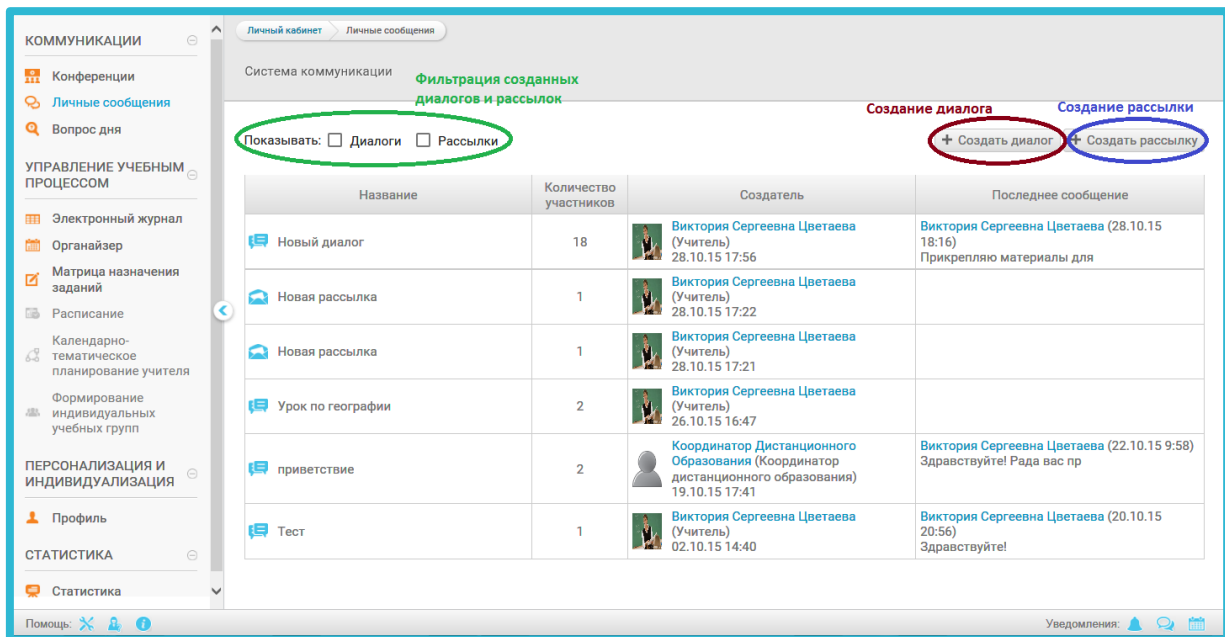 КОММУНИКАЦИИ
Конференции
Личные сообщения
Вопрос дня
УПРАВЛЕНИЕ УЧЕБНЫМ
ПРОЦЕССОМ
Электронный журнал
Органайзер
Матрица назначения
заданий
Расписание
Календарно-
тематическое
планирование учителя
Формирование
индивидуальных
учебных групп
ПЕРСОНАЛИЗАЦИЯ И
ИНДИВИДУАЛИЗАЦИЯ
Профиль
СТАТИСТИКА
Статистика
Личный кабинет Личные сообщения
Система коммуникации
Фильтрация созданных
диалогов и рассылок
Создание диалога
Создание рассылки
Показывать: Диалоги Рассылки
+ Создать диалог
+ Создать рассылку
Название
Количество
участников
Создатель
Последнее сообщение
Новый диалог
18
Виктория Сергеевна Цветаева
(Учитель)
28.10.15 17:56
Виктория Сергеевна Цветаева (28.10.15
18:16)
Прикрепляю материалы для
Новая рассылка
1
Виктория Сергеевна Цветаева
(Учитель)
28.10.15 17:22
Новая рассылка
1
Виктория Сергеевна Цветаева
(Учитель)
28.10.15 17:21
Урок по географии
2
Виктория Сергеевна Цветаева
(Учитель)
26.10.15 16:47
приветствие
2
Координатор Дистанционного
Образования (Координатор
дистанционного образования)
19.10.15 17:41
Виктория Сергеевна Цветаева (22.10.15 9:58)
Здравствуйте! Рада вас пр
Тест
1
Виктория Сергеевна Цветаева
(Учитель)
02.10.15 14:40
Виктория Сергеевна Цветаева (20.10.15
20:56)
Здравствуйте!
Помощь:
Уведомления: